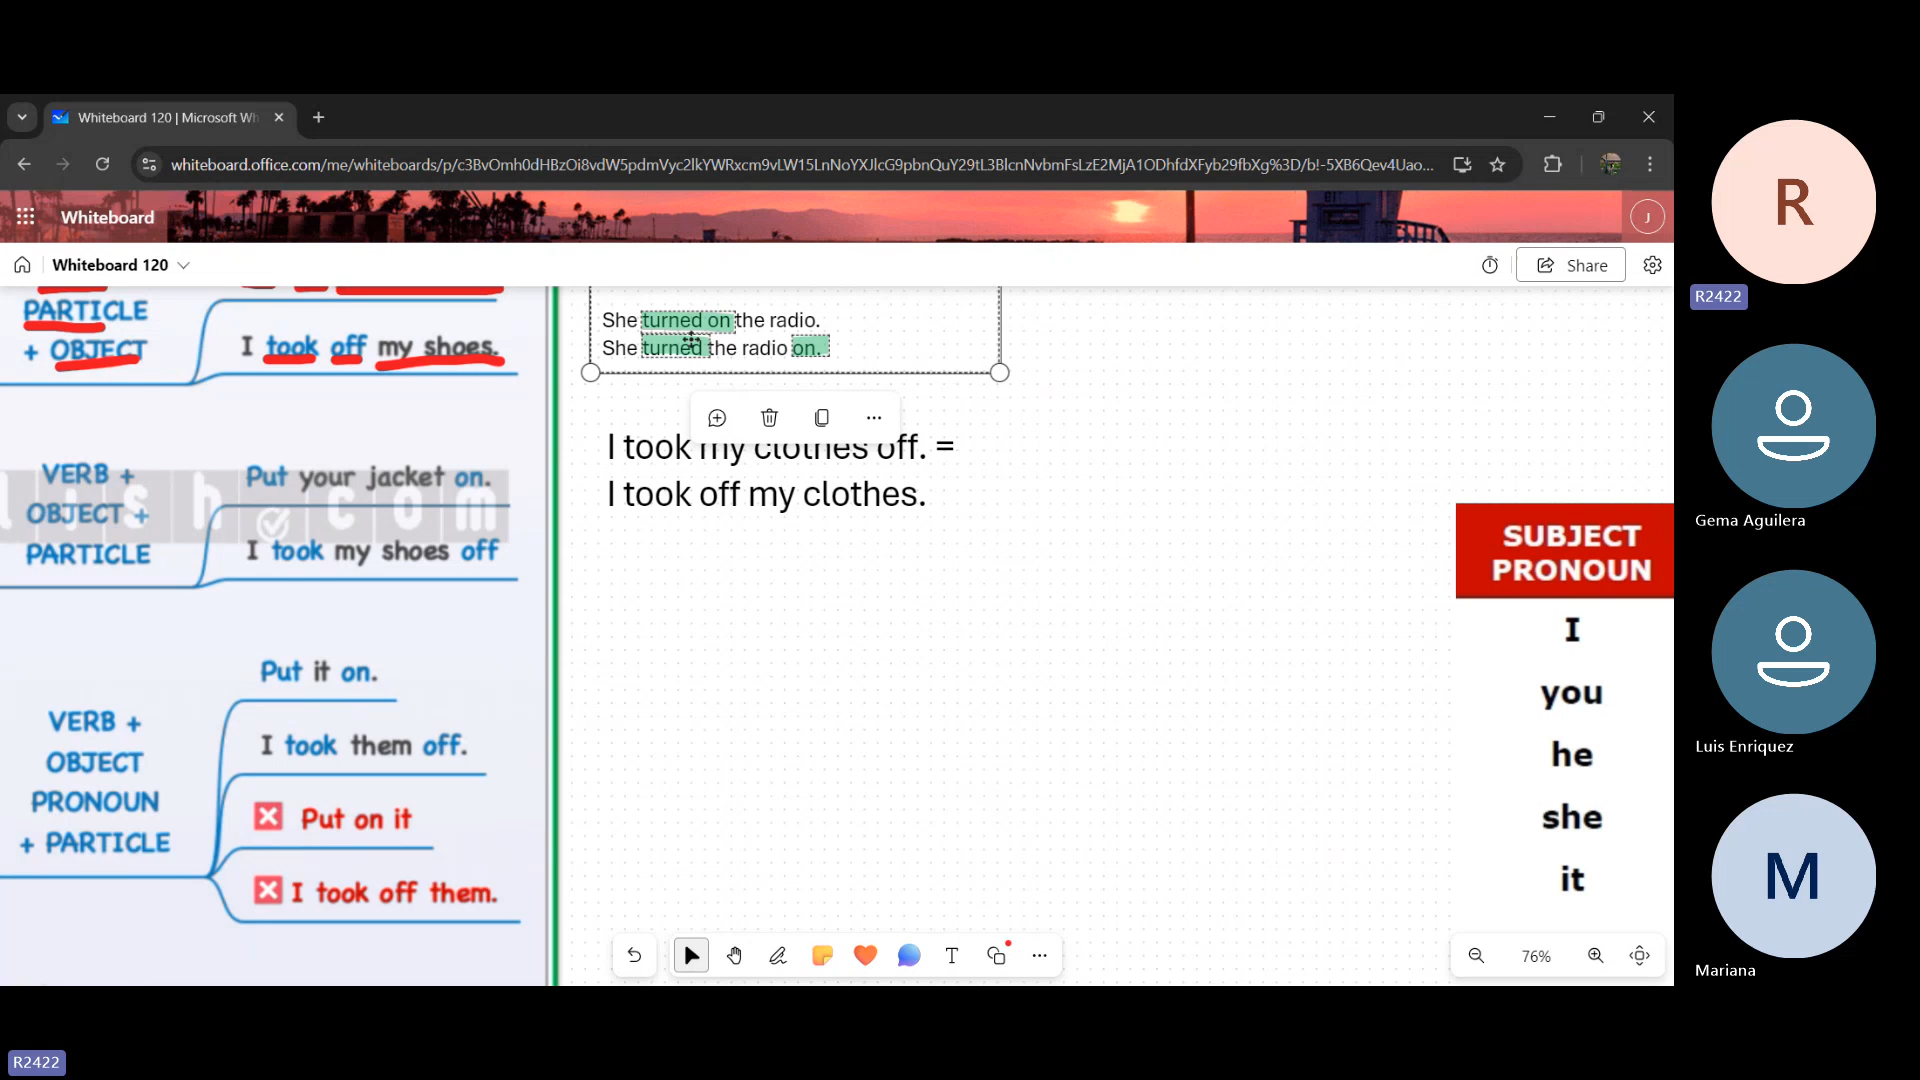 Whiteboard 120 | Microsoft Wh
whiteboard.office.com/me/whiteboards/p/c3BvOmh0dHBzOi8vdW5pdmVyc2lkYWRxcm9vLW15LnNoYXJlcG9pbnQuY29tL3BlcnNvbmFsLzE2MjA1ODhfdXFyb29fbXg%3D/b!-5XB6Qev4Uao...
Whiteboard
J
Whiteboard 120
Share
PARTICLE
+ OBJECT
I took off my shoes.
VERB +
OBJECT +
PARTICLE
Put your jacket on.
I took my shoes off
lish.com
VERB +
OBJECT
PRONOUN
+ PARTICLE
Put it on.
I took them off.
Put on it
I took off them.
She turned on the radio.
She turned the radio on.
I took my clothes off. =
I took off my clothes.
SUBJECT
PRONOUN
I
you
he
she
it
T
76%
R
R2422
Gema Aguilera
Luis Enriquez
M
Mariana
R2422